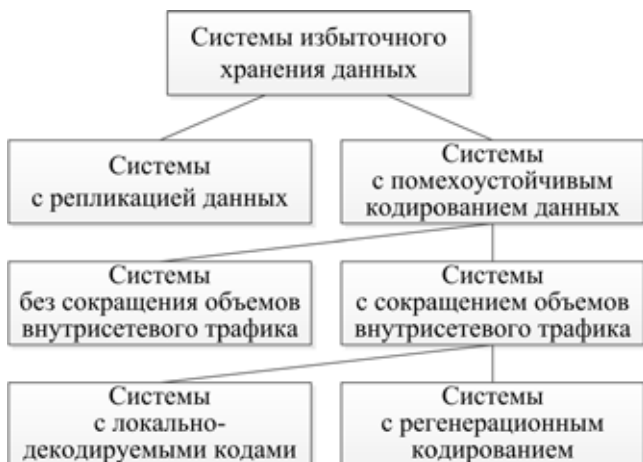 Системы избыточного
хранения данных
Системы
с репликацией данных
Системы
с помехоустойчивым
кодированием данных
Системы
без сокращения объемов
внутрисетевого трафика
Системы
с сокращением объемов
внутрисетевого трафика
Системы
с локально-
декодируемыми кодами
Системы
с регенерационным
кодированием